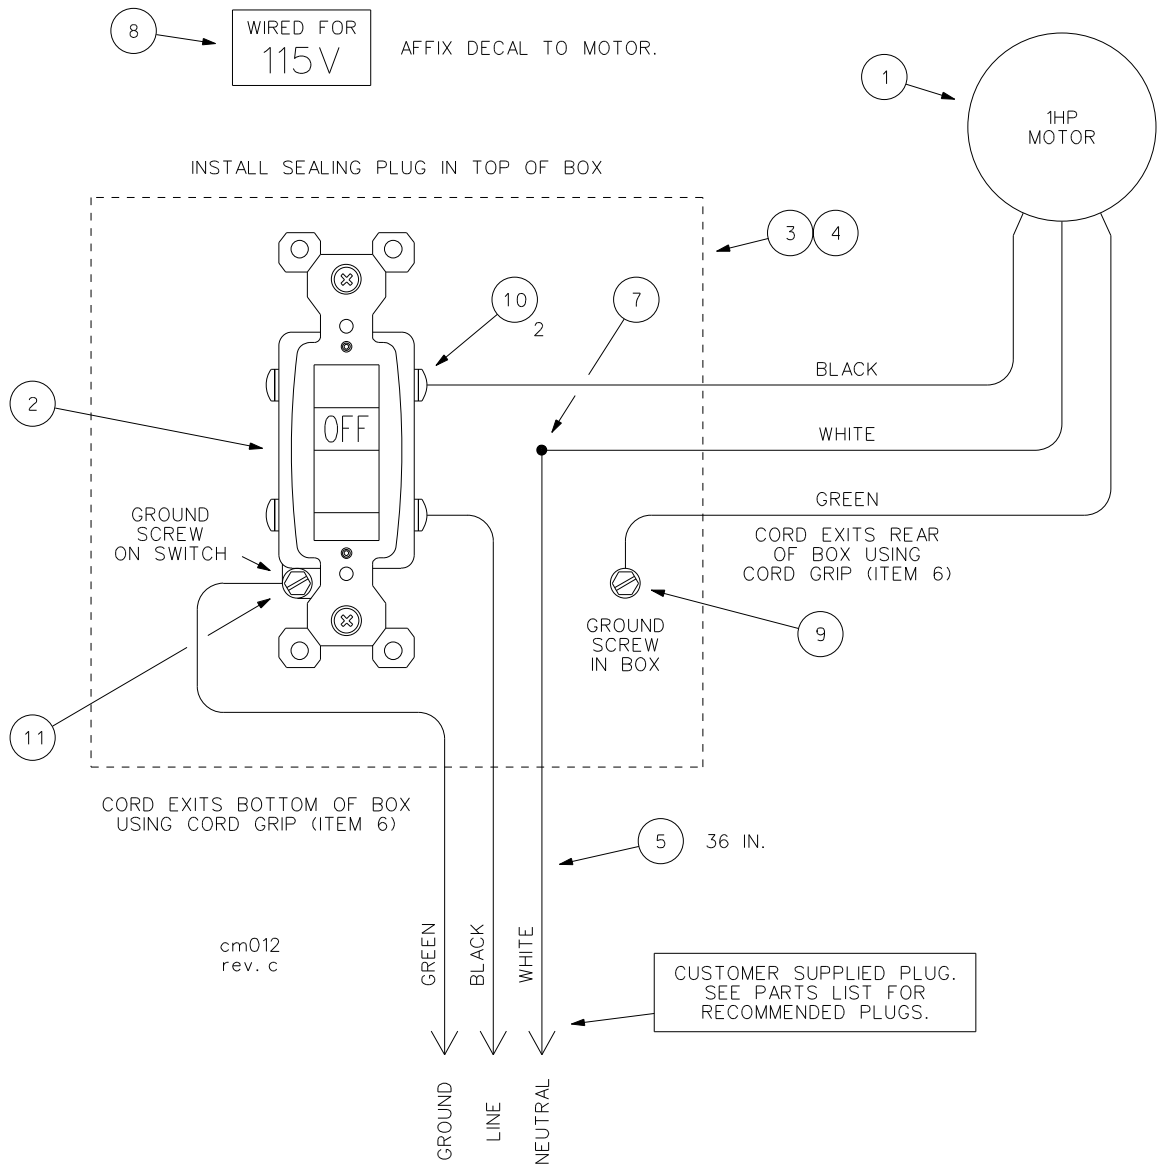 8
WIRED FOR
115V
AFFIX DECAL TO MOTOR.
1
1HP
MOTOR
INSTALL SEALING PLUG IN TOP OF BOX
3
4
10
2
7
BLACK
2
OFF
WHITE
GREEN
GROUND
SCREW
ON SWITCH
CORD EXITS REAR
OF BOX USING
CORD GRIP (ITEM 6)
GROUND
SCREW
IN BOX
9
11
CORD EXITS BOTTOM OF BOX
USING CORD GRIP (ITEM 6)
5
36 IN.
cm012
rev. c
GREEN
BLACK
WHITE
CUSTOMER SUPPLIED PLUG.
SEE PARTS LIST FOR
RECOMMENDED PLUGS.
GROUND
LINE
NEUTRAL